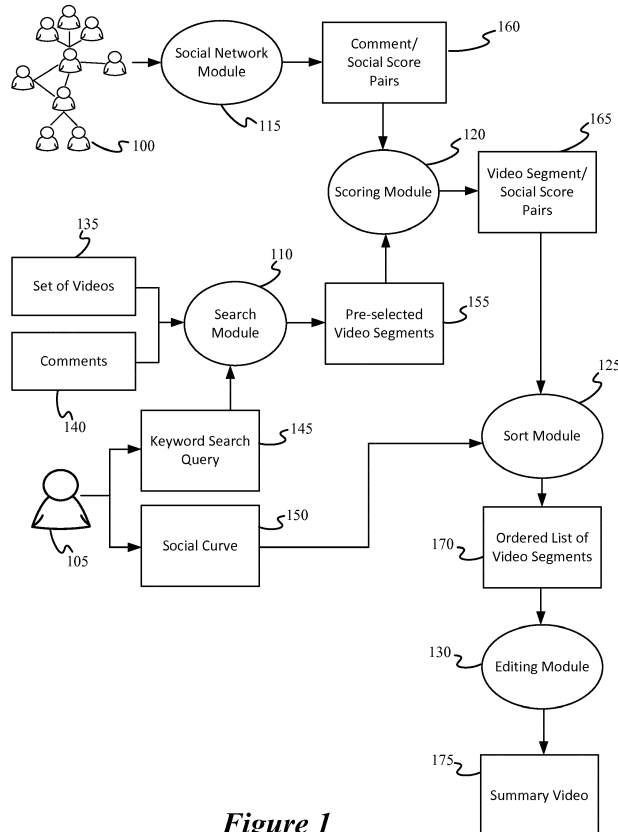 160
Social Network
Module
Comment/
Social Score
Pairs
115
100
120
165
Scoring Module
Video Segment/
Social Score
Pairs
135
Set of Videos
110
Search
Module
155
Pre-selected
Video Segments
Comments
140
125
Sort Module
145
Keyword Search
Query
105
150
Social Curve
170
Ordered List of
Video Segments
130
Editing Module
175
Summary Video
Figure 1